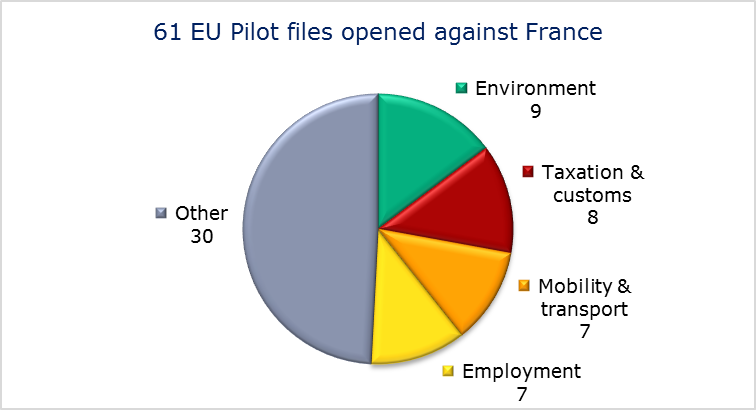 61 EU Pilot files opened against France
Environment
9
Taxation &
customs
8
Mobility &
transport
7
Employment
7
Other
30